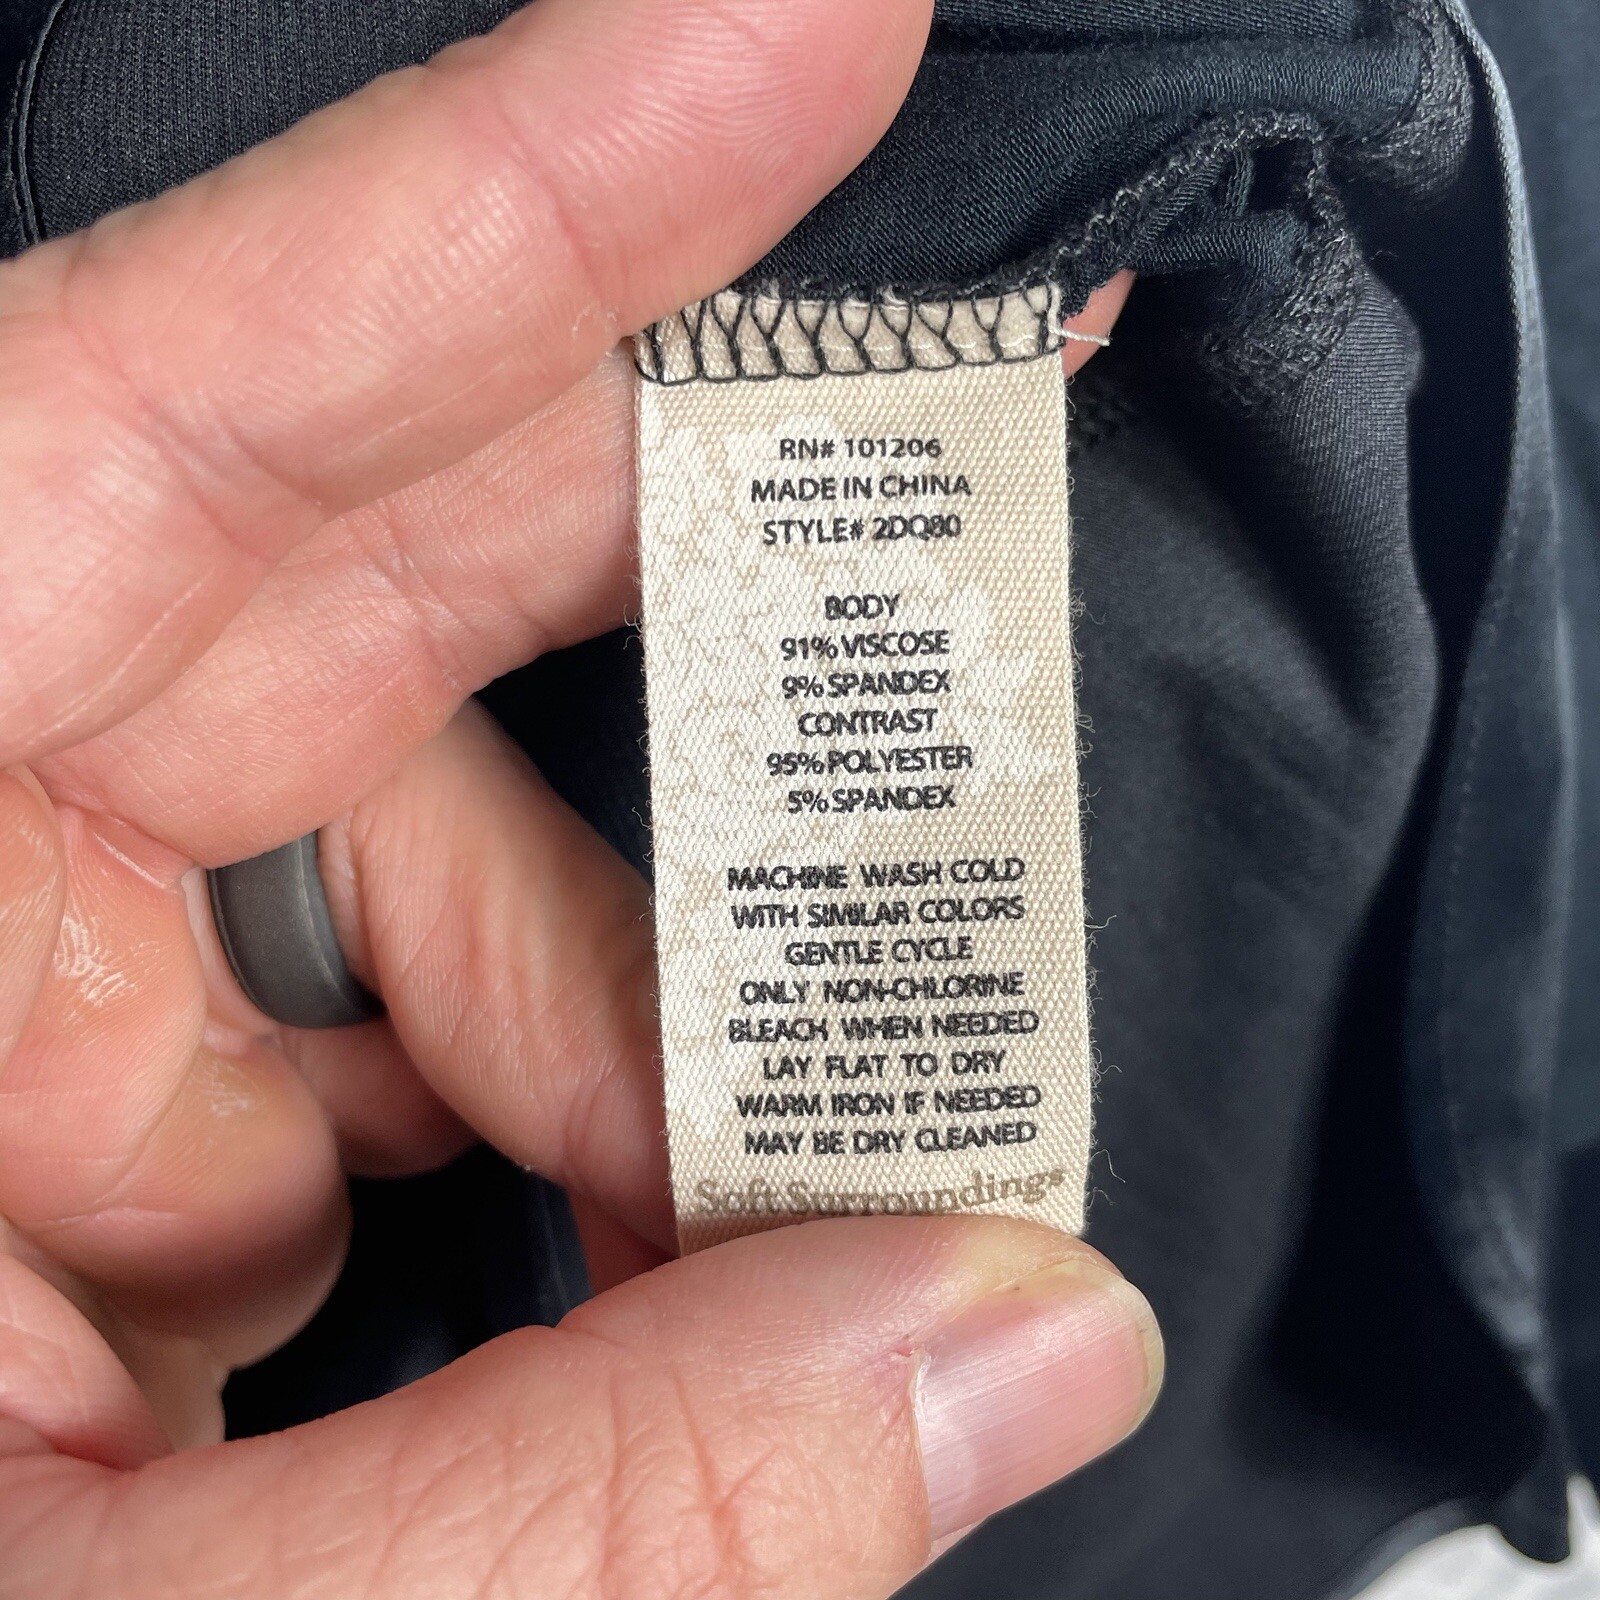 RN# 101206
MADE IN CHINA
STYLE# 2DQ80
BODY
91% VISCOSE
9% SPANDEX
CONTRAST
95% POLYESTER
5% SPANDEX
MACHINE WASH COLD
WITH SIMILAR COLORS
GENTLE CYCLE
ONLY NON-CHLORINE
BLEACH WHEN NEEDED
LAY FLAT TO DRY
WARM IRON IF NEEDED
MAY BE DRY CLEANED
Soft Surroundings